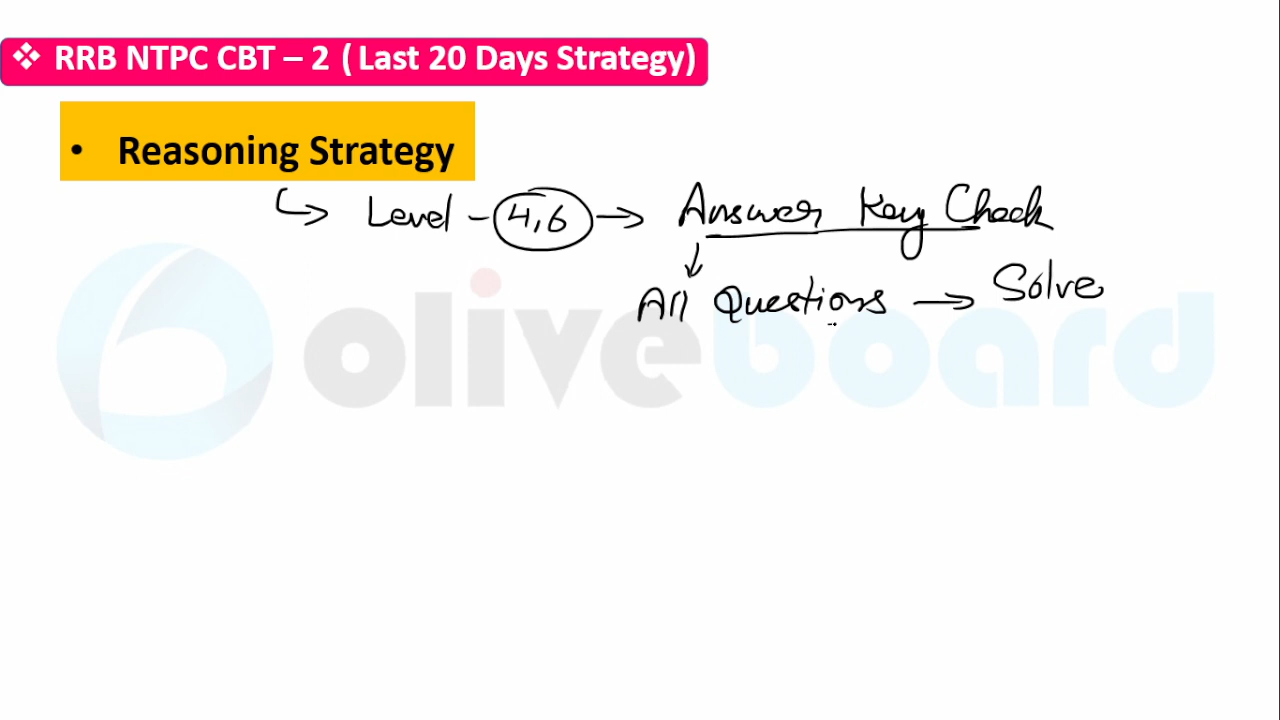 ❖ RRB NTPC CBT – 2 (Last 20 Days Strategy)
• Reasoning Strategy
↳ Level - 4,6 → Answer Key Check
↓
All Questions → Solve
oliveboard